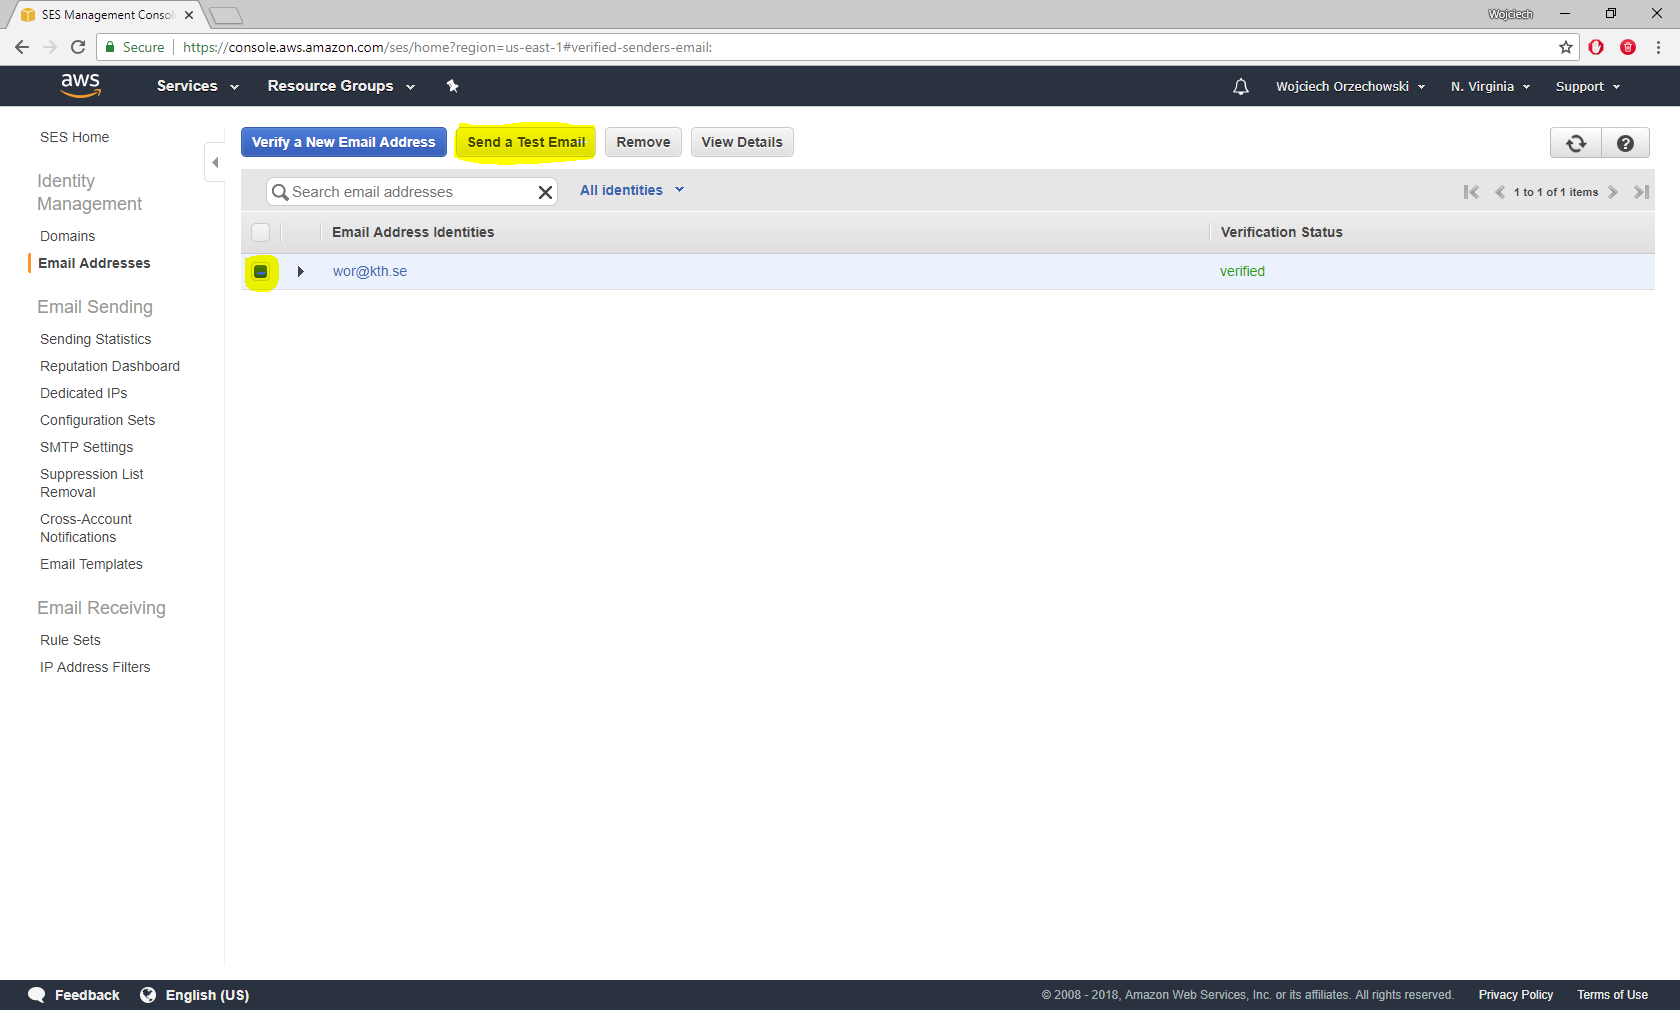 SES Management Consol
Wojciech
Secure
https://console.aws.amazon.com/ses/home?region=us-east-1#verified-senders-email:
aws
Services
Resource Groups
Wojciech Orzechowski
N. Virginia
Support
SES Home
Identity
Management
Domains
Email Addresses
Email Sending
Sending Statistics
Reputation Dashboard
Dedicated IPs
Configuration Sets
SMTP Settings
Suppression List
Removal
Cross-Account
Notifications
Email Templates
Email Receiving
Rule Sets
IP Address Filters
Verify a New Email Address
Send a Test Email
Remove
View Details
?
Search email addresses
All identities
1 to 1 of 1 items
Email Address Identities
Verification Status
wor@kth.se
verified
Feedback
English (US)
© 2008 - 2018, Amazon Web Services, Inc. or its affiliates. All rights reserved.
Privacy Policy
Terms of Use